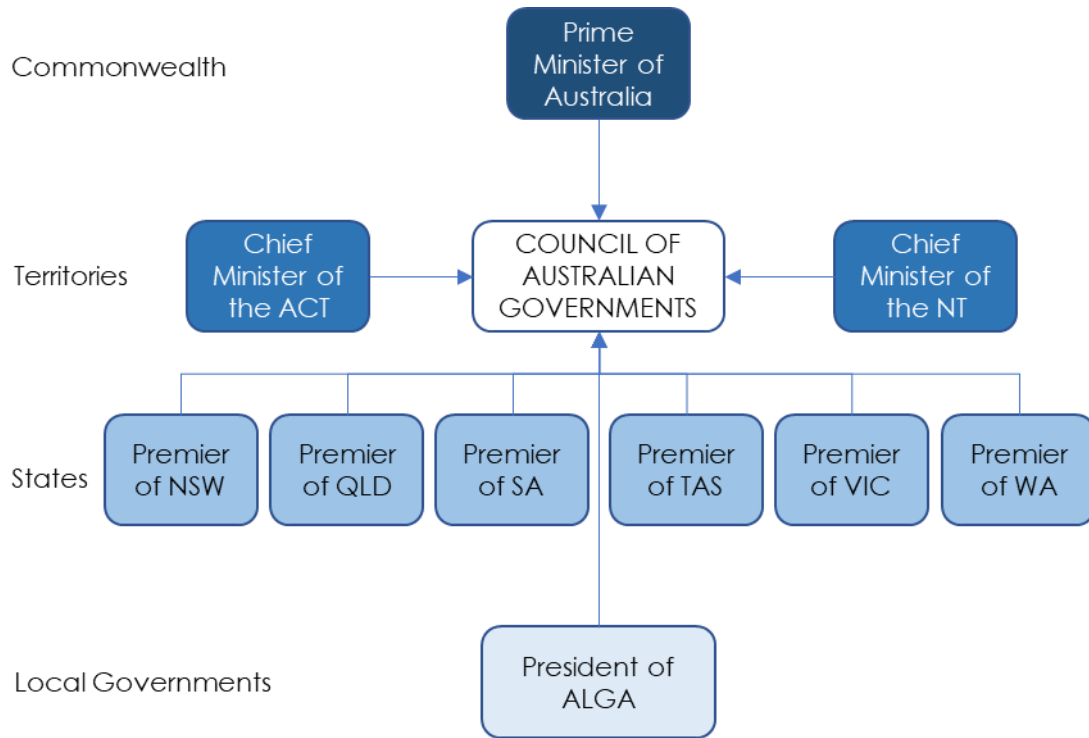 Commonwealth
Prime
Minister of
Australia
Territories
Chief
Minister of
the ACT
COUNCIL OF
AUSTRALIAN
GOVERNMENTS
Chief
Minister of
the NT
States
Premier
of NSW
Premier
of QLD
Premier
of SA
Premier
of TAS
Premier
of VIC
Premier
of WA
Local Governments
President of
ALGA